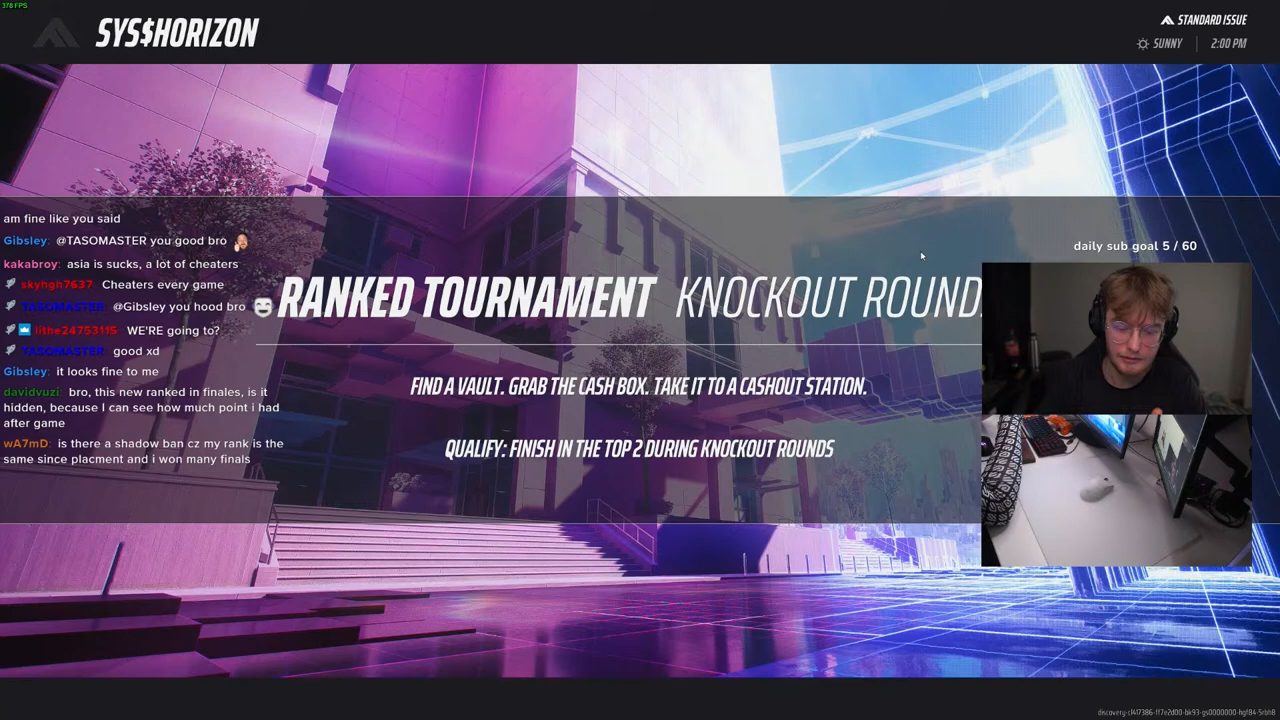 378 FPS
SYS$HORIZON
STANDARD ISSUE
SUNNY
2:00 PM
am fine like you said
Gibsley: @TASOMASTER you good bro
kakabroy: asia is sucks, a lot of cheaters
skyhgh7637: Cheaters every game
TASOMASTER: @Gibsley you hood bro
lithe24753115 WE'RE going to?
TASOMASTER: good xd
Gibsley: it looks fine to me
davidvuzi: bro, this new ranked in finales, is it
hidden, because I can see how much point i had
after game
wA7mD: is there a shadow ban cz my rank is the
same since placment and i won many finals
daily sub goal 5 / 60
RANKED TOURNAMENT KNOCKOUT ROUND
FIND A VAULT. GRAB THE CASH BOX. TAKE IT TO A CASHOUT STATION.
QUALIFY: FINISH IN THE TOP 2 DURING KNOCKOUT ROUNDS